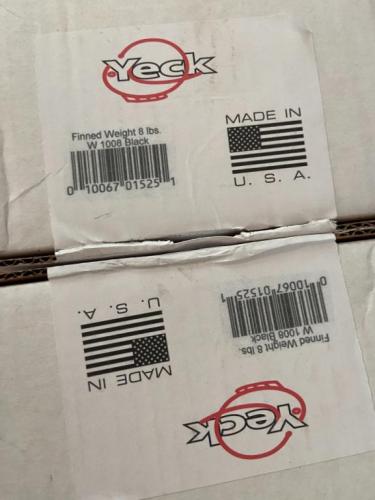 Yeck
Finned Weight 8 lbs.
W 1008 Black
0 10067 01525 1
MADE IN
U. S. A.
0 10067 01525 1
W 1008 Black
Finned Weight 8 lbs.
U. S. A.
MADE IN
Yeck